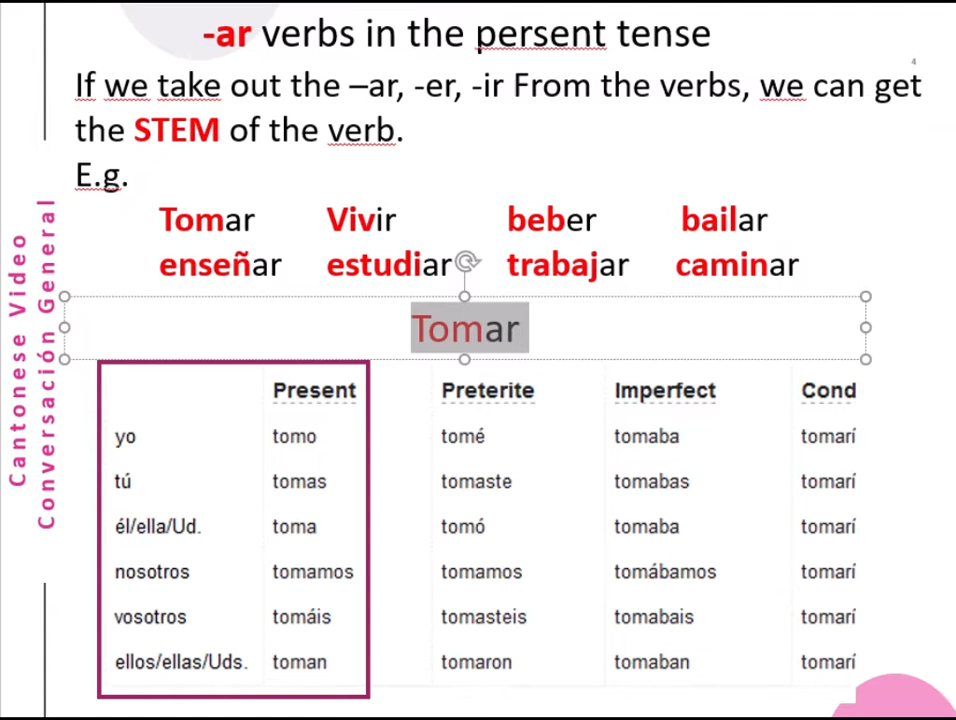 -ar verbs in the persent tense
4
If we take out the –ar, -er, -ir From the verbs, we can get
the STEM of the verb.
E.g.
Tomar Vivir beber bailar
enseñar estudiar trabajar caminar
Cantonese Video
Conversación General
Tomar
Present Preterite Imperfect Cond
yo tomo tomé tomaba tomarí
tú tomas tomaste tomabas tomarí
él/ella/Ud. toma tomó tomaba tomarí
nosotros tomamos tomamos tomábamos tomarí
vosotros tomáis tomasteis tomabais tomarí
ellos/ellas/Uds. toman tomaron tomaban tomarí